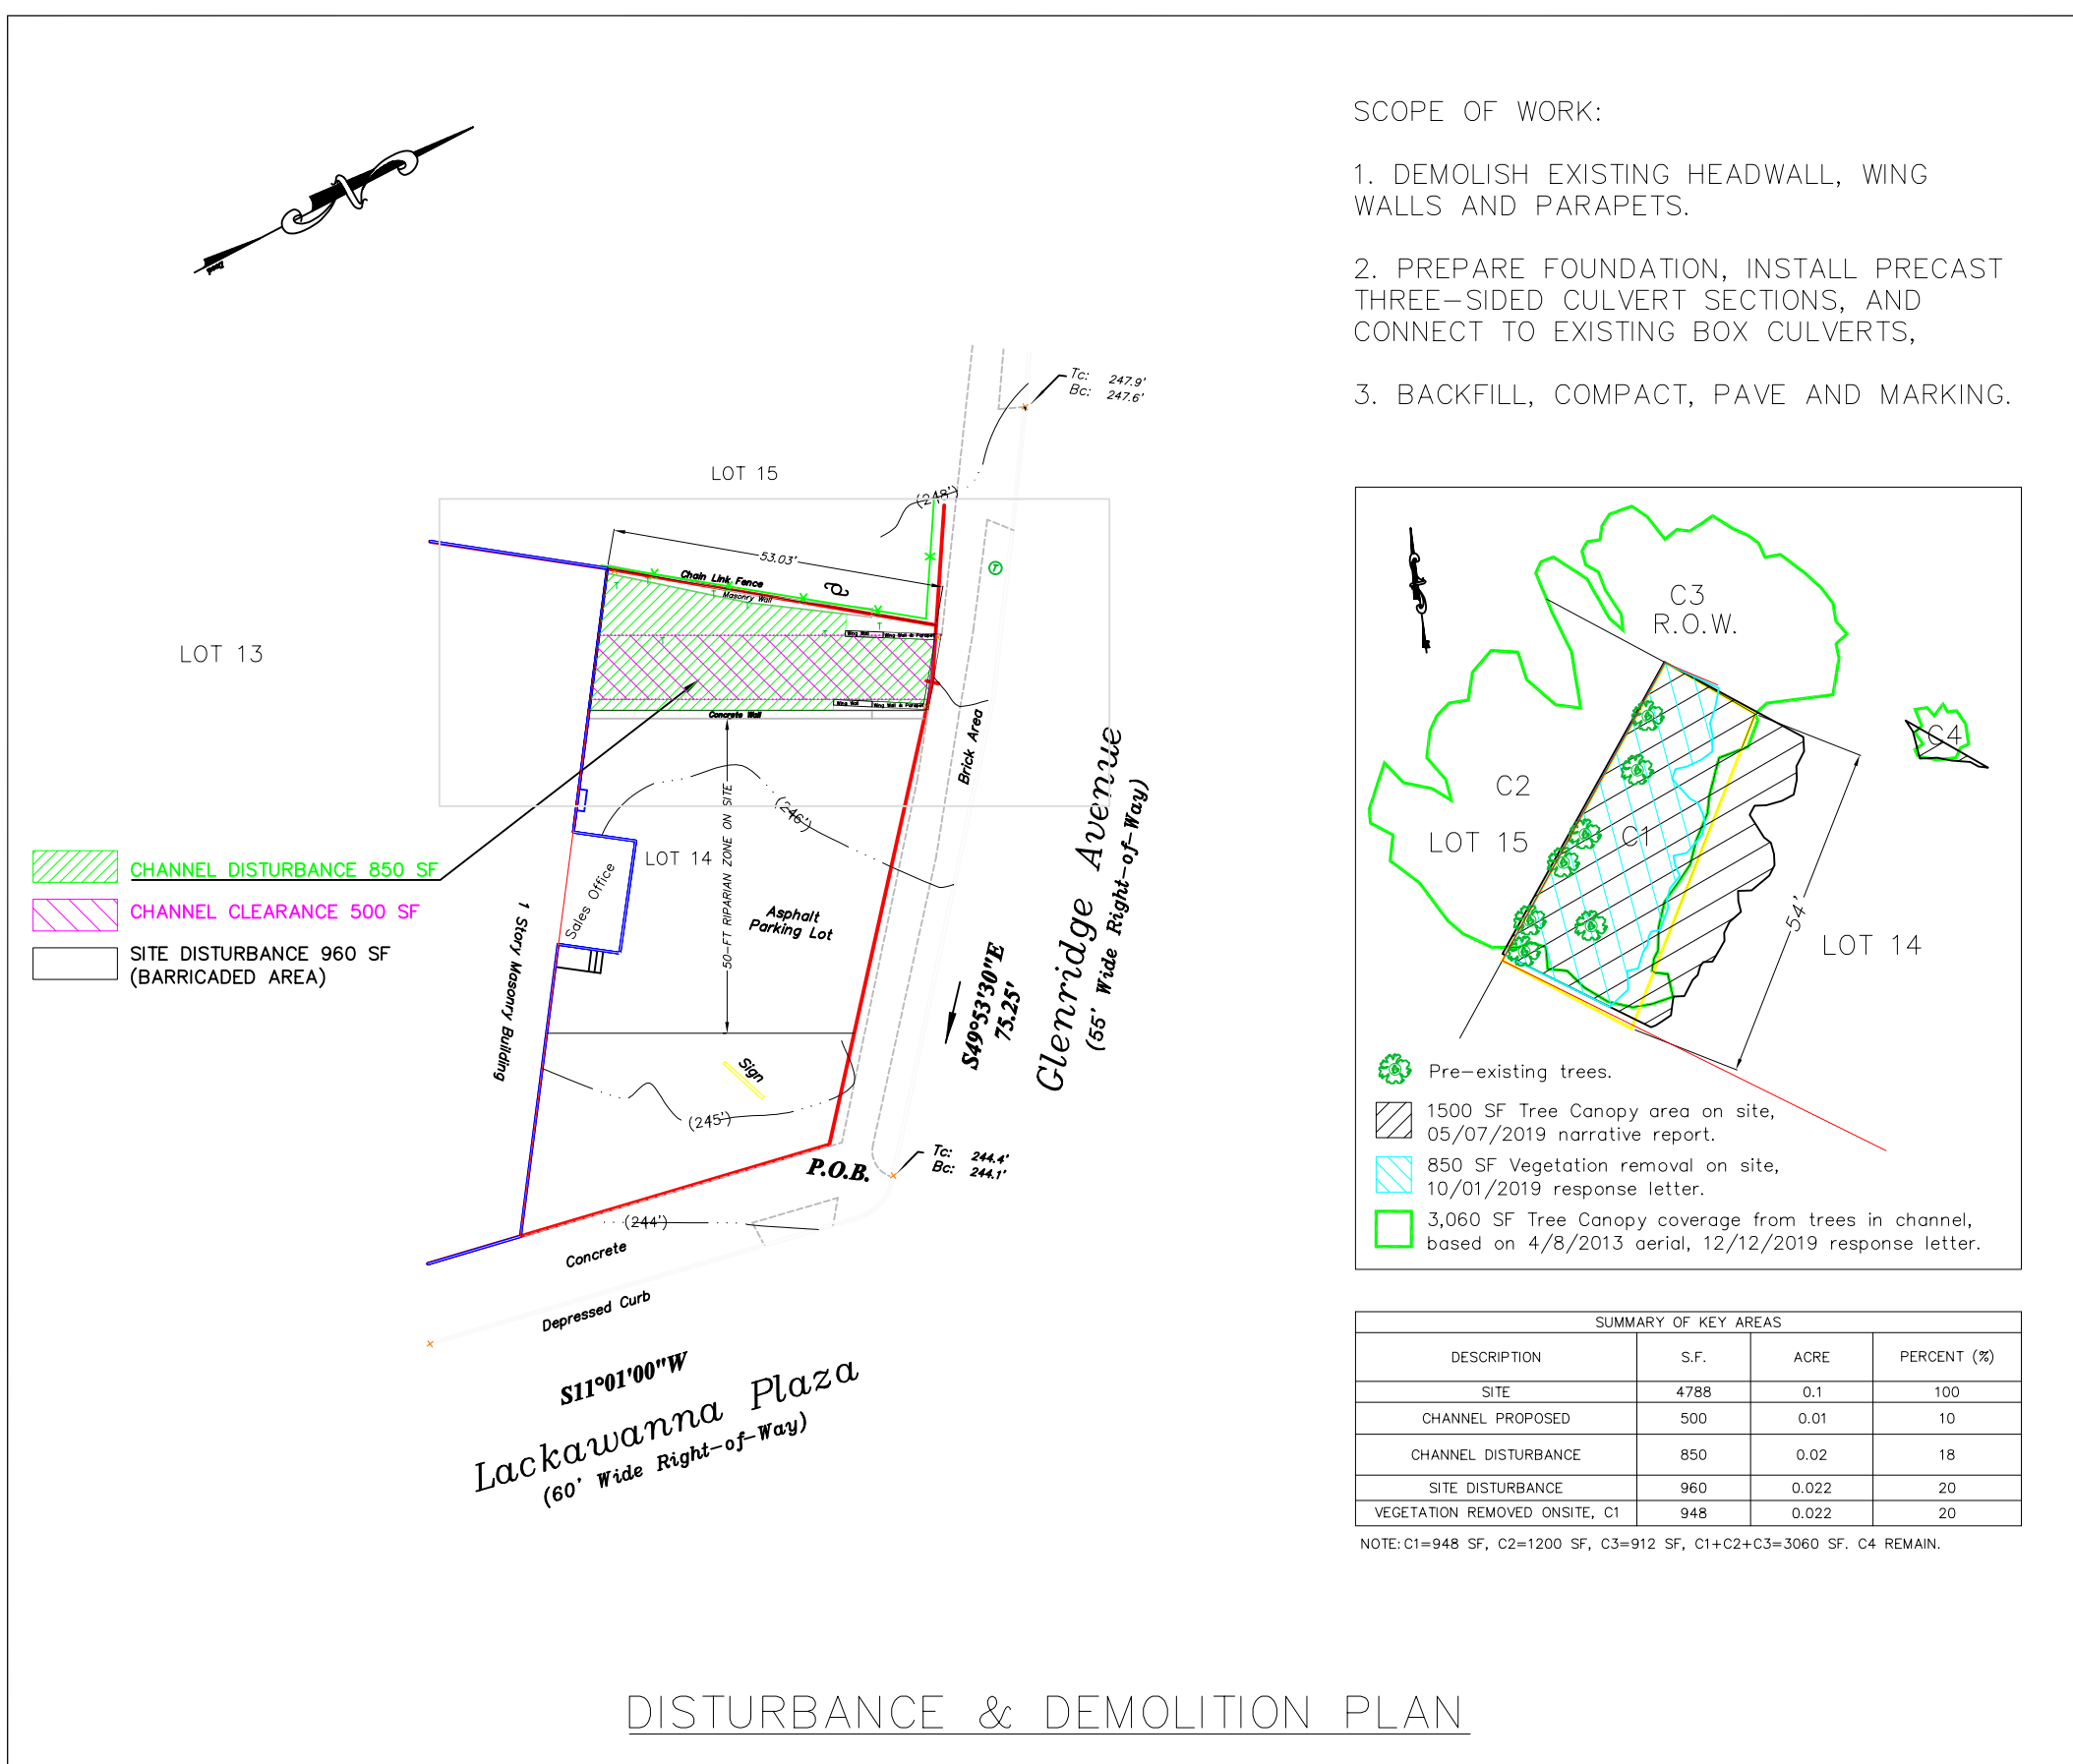 SCOPE OF WORK:
1. DEMOLISH EXISTING HEADWALL, WING
WALLS AND PARAPETS.
2. PREPARE FOUNDATION, INSTALL PRECAST
THREE-SIDED CULVERT SECTIONS, AND
CONNECT TO EXISTING BOX CULVERTS,
3. BACKFILL, COMPACT, PAVE AND MARKING.
Tc: 247.9'
Bc: 247.6'
LOT 15
(248')
53.03'
Chain Link Fence
Masonry Wall
Wing Wall
Wing Wall & Parapet
LOT 13
Wing Wall
Wing Wall & Parapet
Concrete Wall
Brick Area
50-FT RIPARIAN ZONE ON SITE
(246')
LOT 14
Sales Office
Asphalt
Parking Lot
1 Story Masonry Building
CHANNEL DISTURBANCE 850 SF
CHANNEL CLEARANCE 500 SF
SITE DISTURBANCE 960 SF
(BARRICADED AREA)
Glenridge Avenue
(55' Wide Right-of-Way)
S49°53'30"E
75.25'
Sign
(245')
P.O.B.
Tc: 244.4'
Bc: 244.1'
(244')
Concrete
Depressed Curb
S11°01'00"W
Lackawanna Plaza
(60' Wide Right-of-Way)
C3
R.O.W.
C4
C2
LOT 15
C1
54'
LOT 14
Pre-existing trees.
1500 SF Tree Canopy area on site,
05/07/2019 narrative report.
850 SF Vegetation removal on site,
10/01/2019 response letter.
3,060 SF Tree Canopy coverage from trees in channel,
based on 4/8/2013 aerial, 12/12/2019 response letter.
SUMMARY OF KEY AREAS
DESCRIPTION S.F. ACRE PERCENT (%)
SITE 4788 0.1 100
CHANNEL PROPOSED 500 0.01 10
CHANNEL DISTURBANCE 850 0.02 18
SITE DISTURBANCE 960 0.022 20
VEGETATION REMOVED ONSITE, C1 948 0.022 20
NOTE: C1=948 SF, C2=1200 SF, C3=912 SF, C1+C2+C3=3060 SF. C4 REMAIN.
DISTURBANCE & DEMOLITION PLAN